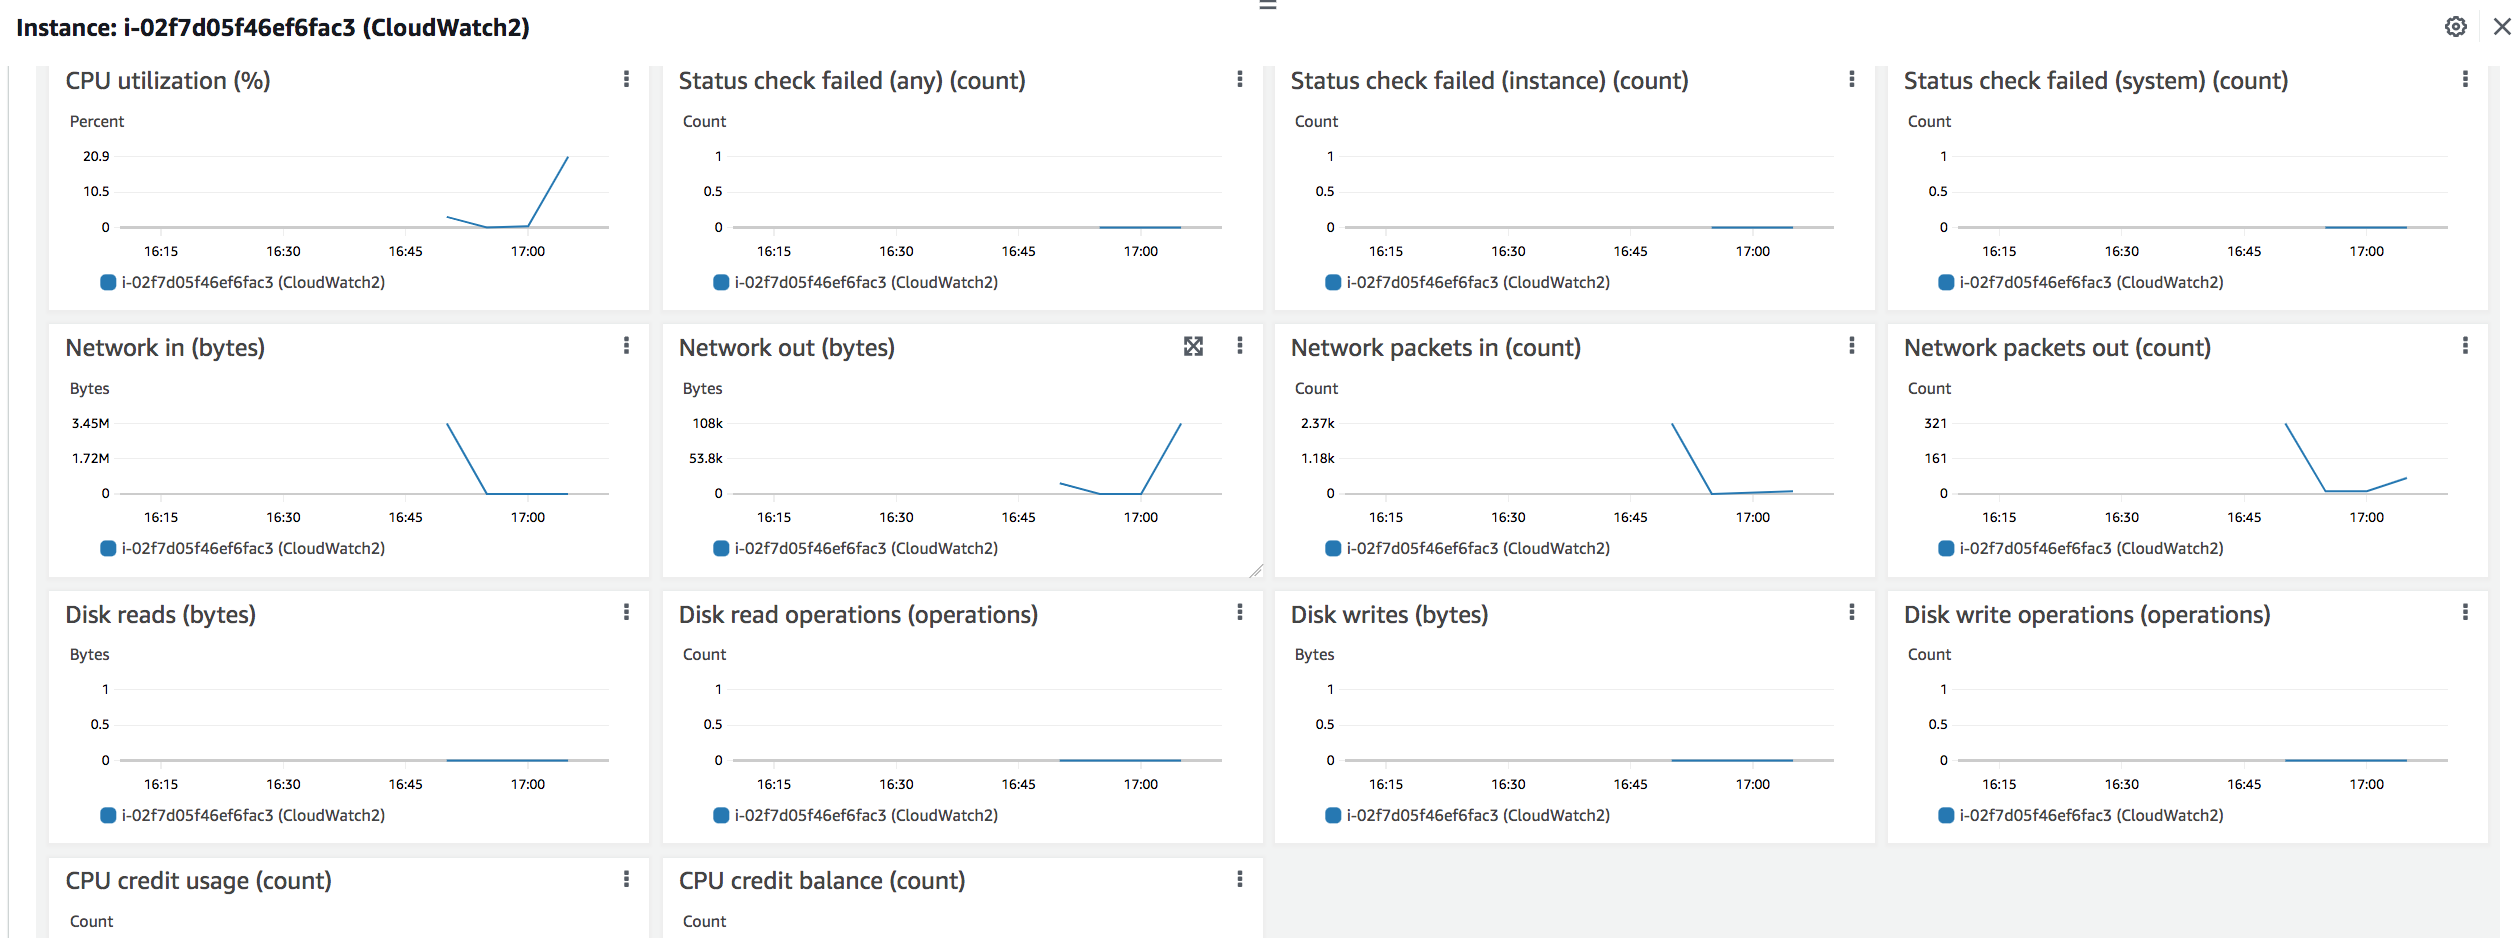 Instance: i-02f7d05f46ef6fac3 (CloudWatch2)
CPU utilization (%)
Percent
20.9
10.5
0
16:15 16:30 16:45 17:00
i-02f7d05f46ef6fac3 (CloudWatch2)
Status check failed (any) (count)
Count
1
0.5
0
16:15 16:30 16:45 17:00
i-02f7d05f46ef6fac3 (CloudWatch2)
Status check failed (instance) (count)
Count
1
0.5
0
16:15 16:30 16:45 17:00
i-02f7d05f46ef6fac3 (CloudWatch2)
Status check failed (system) (count)
Count
1
0.5
0
16:15 16:30 16:45 17:00
i-02f7d05f46ef6fac3 (CloudWatch2)
Network in (bytes)
Bytes
3.45M
1.72M
0
16:15 16:30 16:45 17:00
i-02f7d05f46ef6fac3 (CloudWatch2)
Network out (bytes)
Bytes
108k
53.8k
0
16:15 16:30 16:45 17:00
i-02f7d05f46ef6fac3 (CloudWatch2)
Network packets in (count)
Count
2.37k
1.18k
0
16:15 16:30 16:45 17:00
i-02f7d05f46ef6fac3 (CloudWatch2)
Network packets out (count)
Count
321
161
0
16:15 16:30 16:45 17:00
i-02f7d05f46ef6fac3 (CloudWatch2)
Disk reads (bytes)
Bytes
1
0.5
0
16:15 16:30 16:45 17:00
i-02f7d05f46ef6fac3 (CloudWatch2)
Disk read operations (operations)
Count
1
0.5
0
16:15 16:30 16:45 17:00
i-02f7d05f46ef6fac3 (CloudWatch2)
Disk writes (bytes)
Bytes
1
0.5
0
16:15 16:30 16:45 17:00
i-02f7d05f46ef6fac3 (CloudWatch2)
Disk write operations (operations)
Count
1
0.5
0
16:15 16:30 16:45 17:00
i-02f7d05f46ef6fac3 (CloudWatch2)
CPU credit usage (count)
Count
CPU credit balance (count)
Count